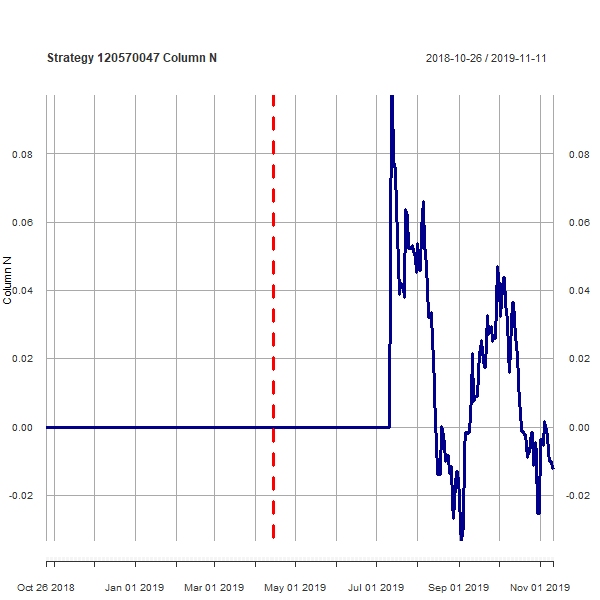 Strategy 120570047 Column N 2018-10-26 / 2019-11-11
0.08 0.08
0.06 0.06
0.04 0.04
0.02 0.02
0.00 0.00
-0.02 -0.02
Column N
Oct 26 2018 Jan 01 2019 Mar 01 2019 May 01 2019 Jul 01 2019 Sep 01 2019 Nov 01 2019